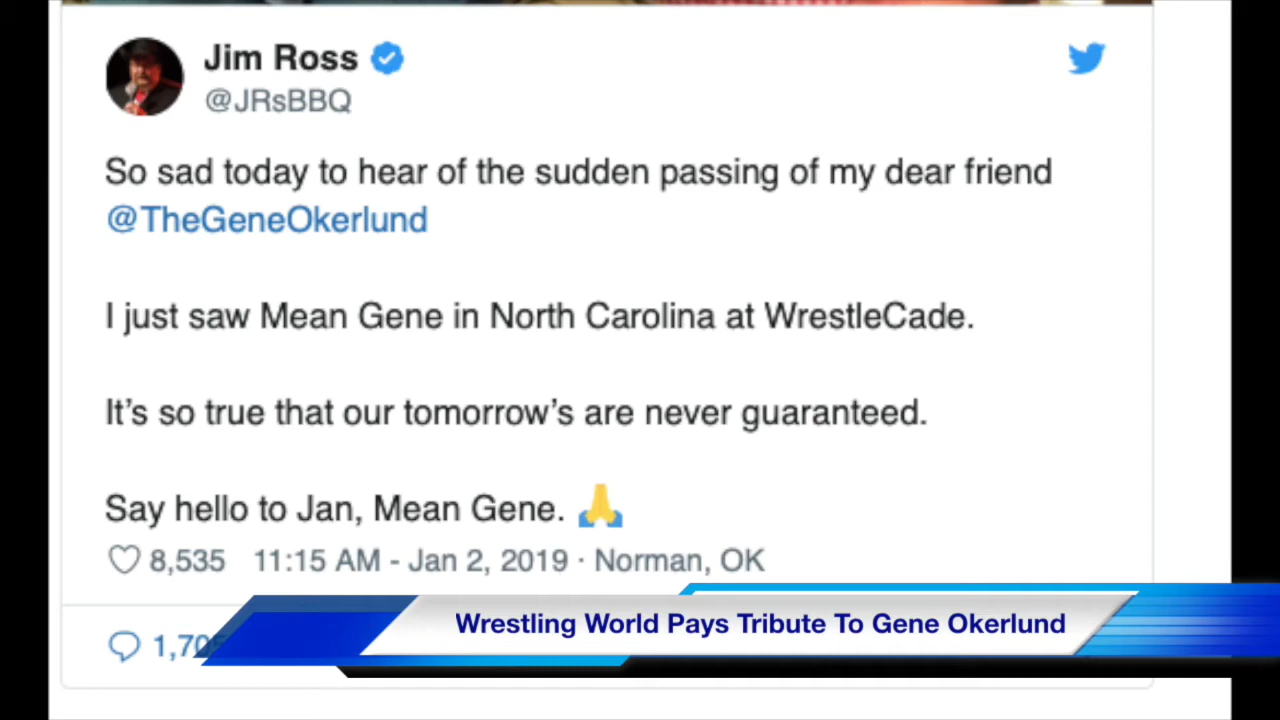 Jim Ross
@JRsBBQ
So sad today to hear of the sudden passing of my dear friend
@TheGeneOkerlund
I just saw Mean Gene in North Carolina at WrestleCade.
It’s so true that our tomorrow’s are never guaranteed.
Say hello to Jan, Mean Gene. 🙏
8,535 11:15 AM - Jan 2, 2019 · Norman, OK
Wrestling World Pays Tribute To Gene Okerlund